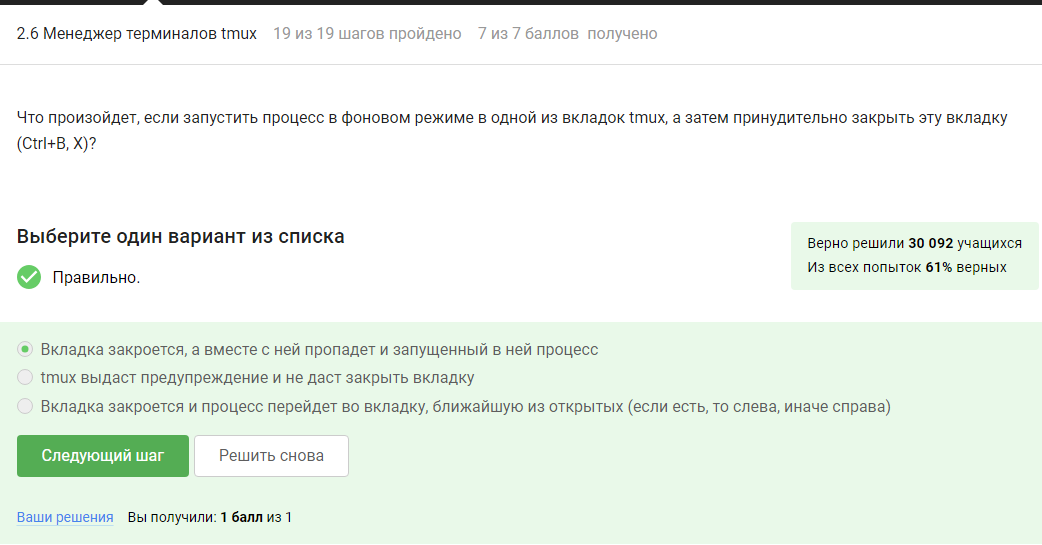 2.6 Менеджер терминалов tmux 19 из 19 шагов пройдено 7 из 7 баллов получено
Что произойдет, если запустить процесс в фоновом режиме в одной из вкладок tmux, а затем принудительно закрыть эту вкладку
(Ctrl+B, X)?
Выберите один вариант из списка
Правильно.
Верно решили 30 092 учащихся
Из всех попыток 61% верных
Вкладка закроется, а вместе с ней пропадет и запущенный в ней процесс
tmux выдаст предупреждение и не даст закрыть вкладку
Вкладка закроется и процесс перейдет во вкладку, ближайшую из открытых (если есть, то слева, иначе справа)
Следующий шаг Решить снова
Ваши решения Вы получили: 1 балл из 1